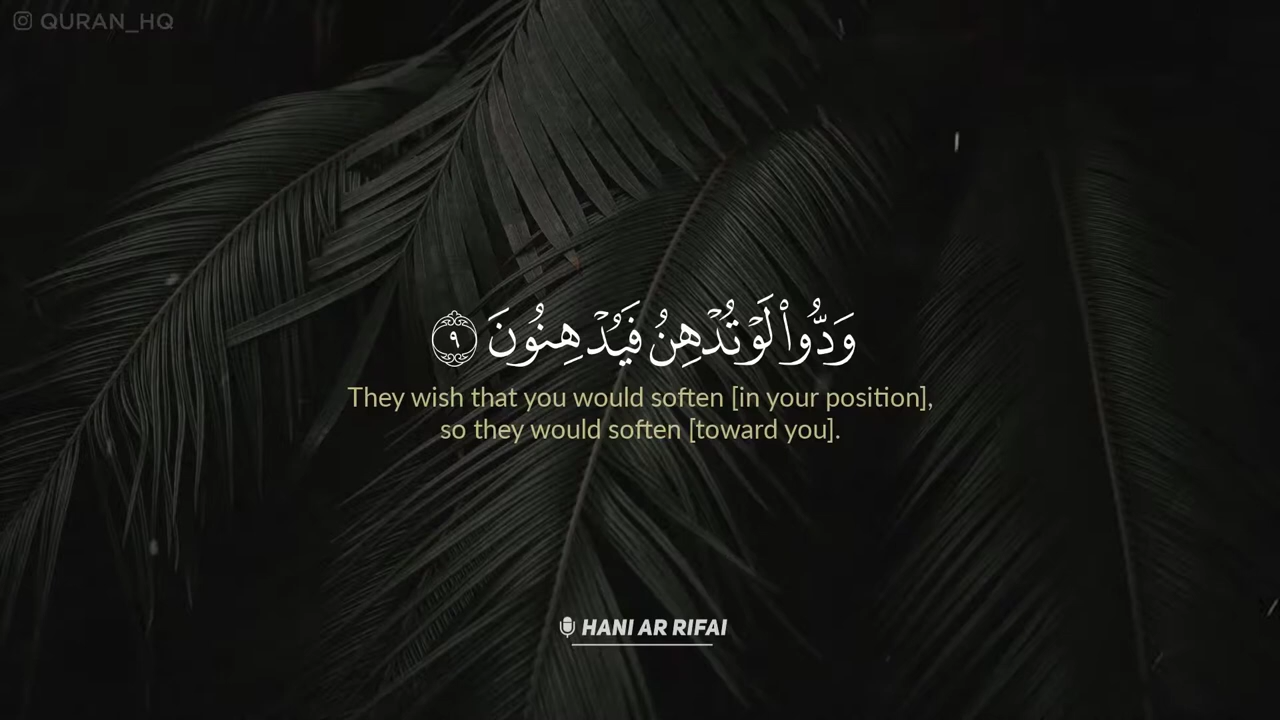 QURAN_HQ
وَدُّوا۟ لَوْ تُدْهِنُ فَيُدْهِنُونَ ٩
They wish that you would soften [in your position],
so they would soften [toward you].
HANI AR RIFAI